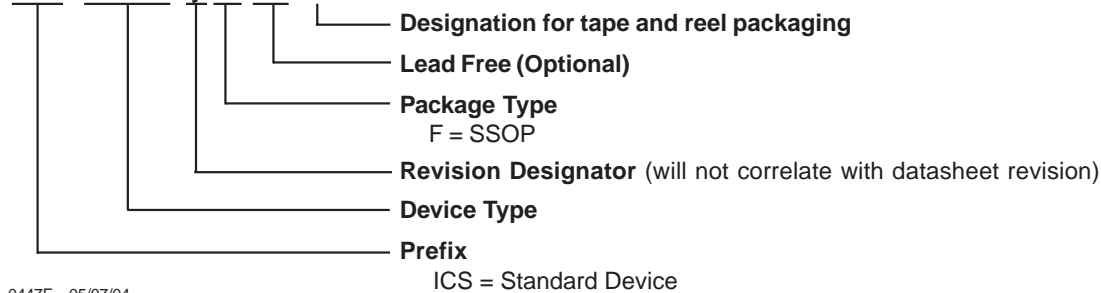 Designation for tape and reel packaging
Lead Free (Optional)
Package Type
F = SSOP
Revision Designator (will not correlate with datasheet revision)
Device Type
Prefix
ICS = Standard Device